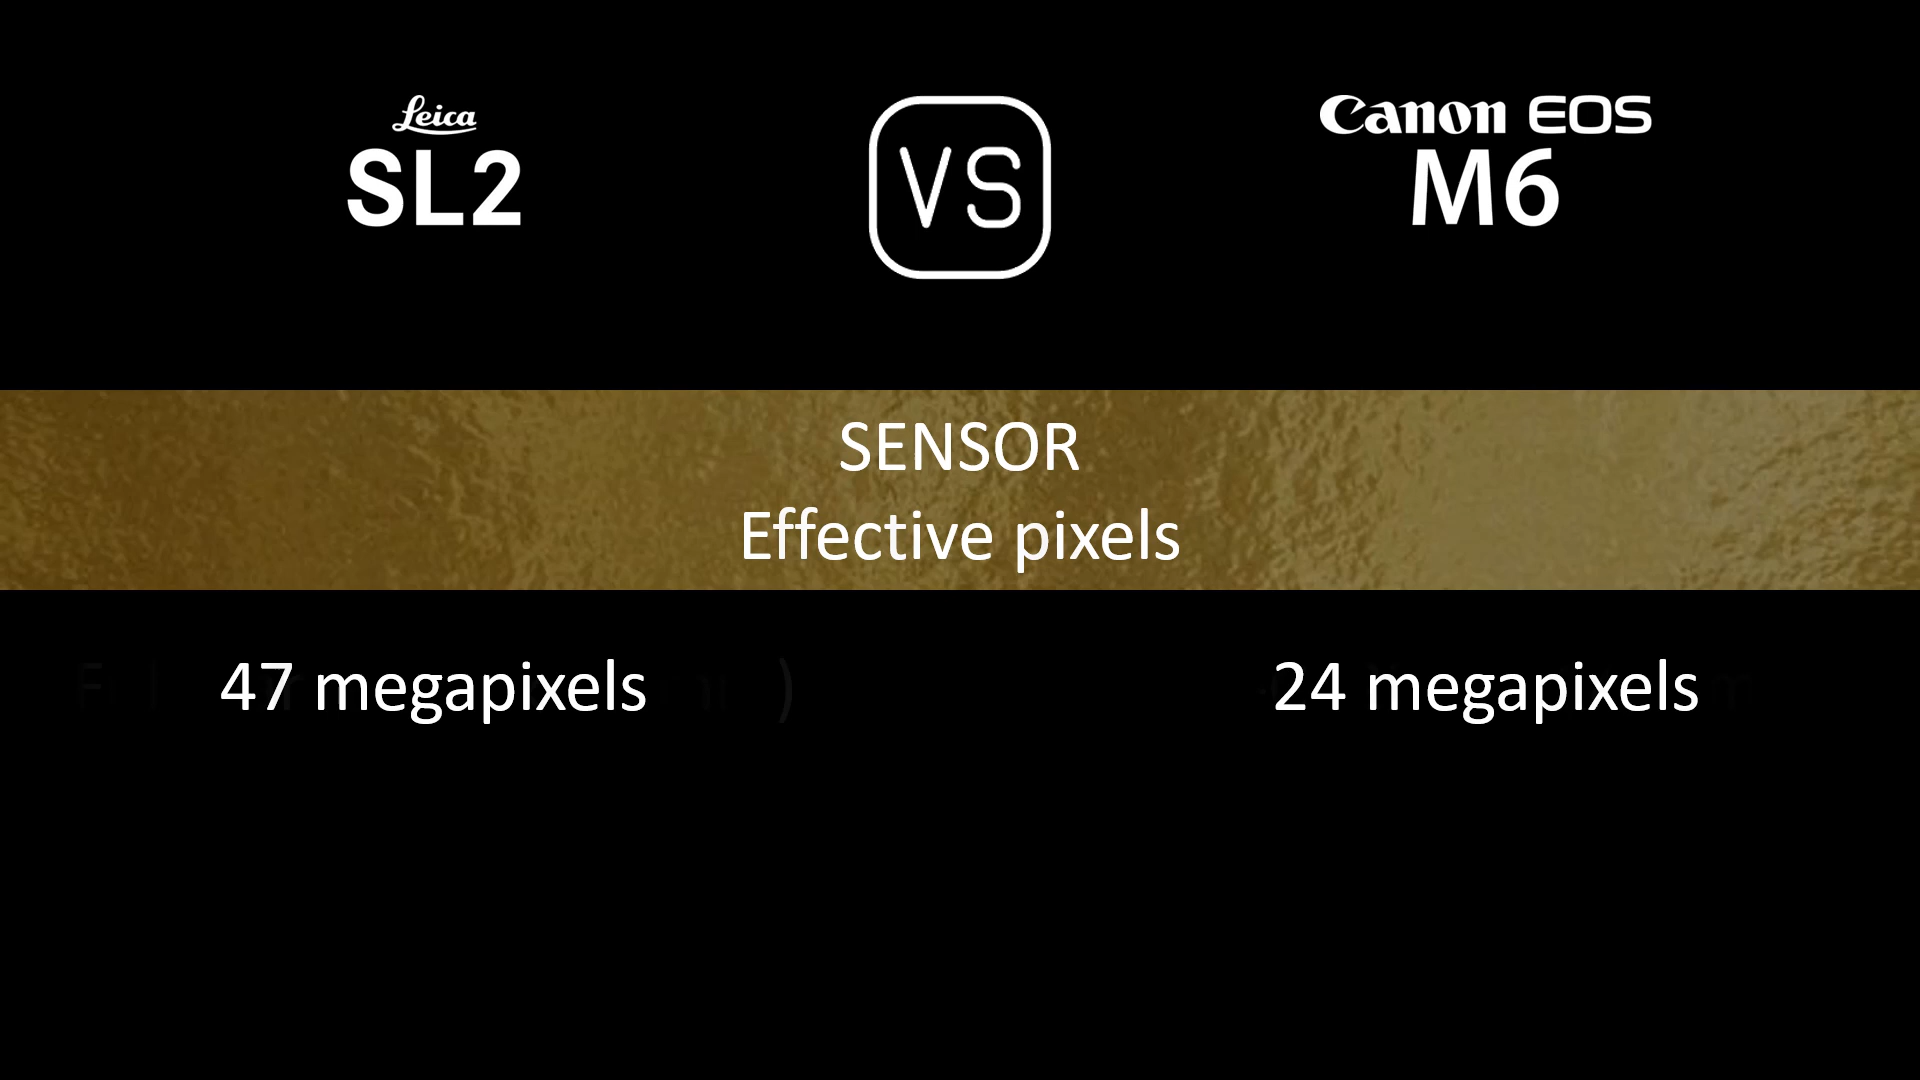 Leica
SL2
VS
Canon EOS
M6
SENSOR
Effective pixels
47 megapixels
24 megapixels